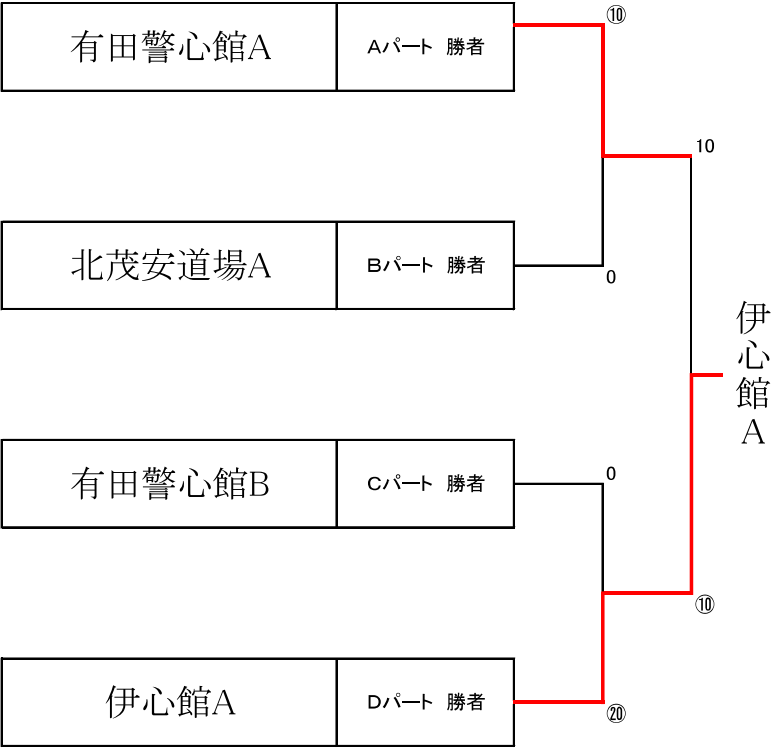 有田警心館A
Aパート 勝者
⑩
10
北茂安道場A
Bパート 勝者
0
伊心館A
有田警心館B
Cパート 勝者
0
⑩
伊心館A
Dパート 勝者
⑳